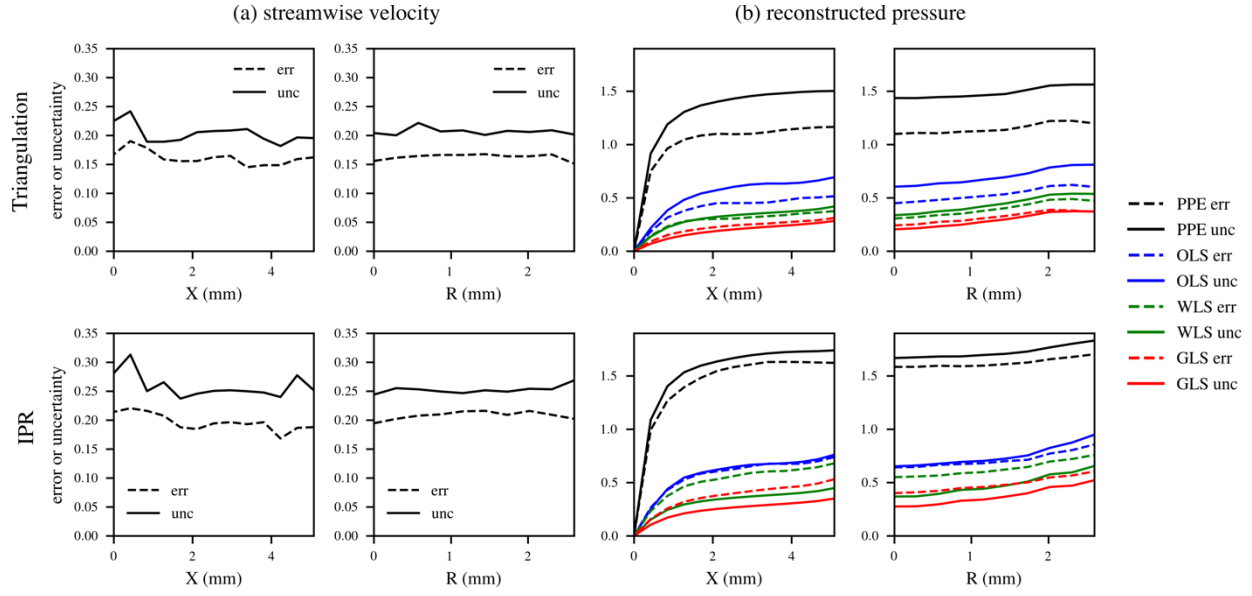 (a) streamwise velocity
(b) reconstructed pressure
Triangulation
error or uncertainty
0.35
0.30
0.25
0.20
0.15
0.10
0.05
0.00
err
unc
0
2
4
X (mm)
0.35
0.30
0.25
0.20
0.15
0.10
0.05
0.00
err
unc
0
1
2
R (mm)
1.5
1.0
0.5
0.0
0
2
4
X (mm)
1.5
1.0
0.5
0.0
0
1
2
R (mm)
IPR
error or uncertainty
0.35
0.30
0.25
0.20
0.15
0.10
0.05
0.00
err
unc
0
2
4
X (mm)
0.35
0.30
0.25
0.20
0.15
0.10
0.05
0.00
err
unc
0
1
2
R (mm)
1.5
1.0
0.5
0.0
0
2
4
X (mm)
1.5
1.0
0.5
0.0
0
1
2
R (mm)
PPE err
PPE unc
OLS err
OLS unc
WLS err
WLS unc
GLS err
GLS unc